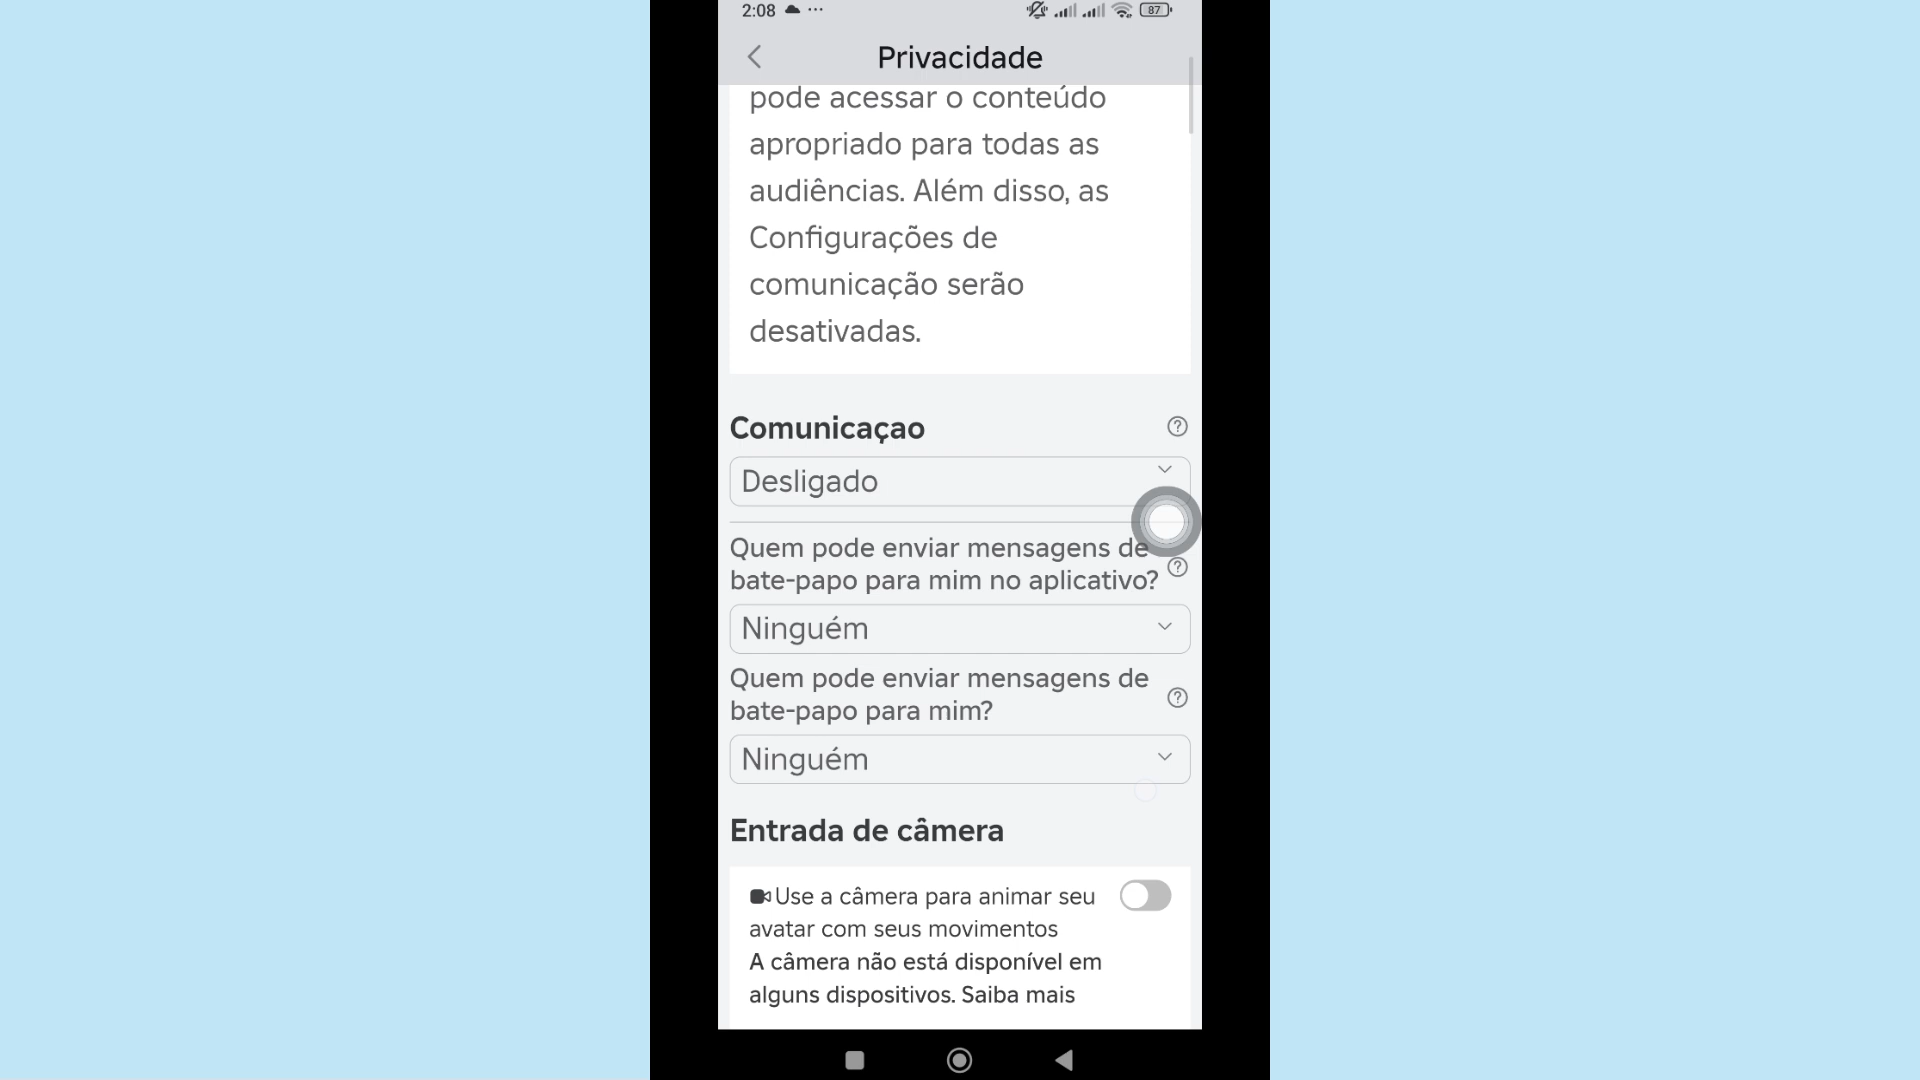 2:08
87
Privacidade
pode acessar o conteúdo
apropriado para todas as
audiências. Além disso, as
Configurações de
comunicação serão
desativadas.
Comunicaçao
Desligado
Quem pode enviar mensagens de
bate-papo para mim no aplicativo?
Ninguém
Quem pode enviar mensagens de
bate-papo para mim?
Ninguém
Entrada de câmera
Use a câmera para animar seu
avatar com seus movimentos
A câmera não está disponível em
alguns dispositivos. Saiba mais